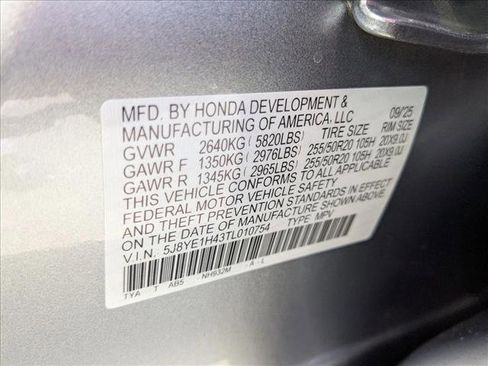 MFD. BY HONDA DEVELOPMENT &
MANUFACTURING OF AMERICA, LLC 09/25
GVWR 2640KG (5820LBS) TIRE SIZE RIM SIZE
GAWR F 1350KG (2976LBS) 255/50R20 105H 20X9.0J
GAWR R 1345KG (2965LBS) 255/50R20 105H 20X9.0J
THIS VEHICLE CONFORMS TO ALL APPLICABLE
FEDERAL MOTOR VEHICLE SAFETY
AND THEFT PREVENTION STANDARDS IN EFFECT
ON THE DATE OF MANUFACTURE SHOWN ABOVE.
V.I.N. 5J8YE1H43TL010754 TYPE: MPV
TYA T AB5 NH932M A - L